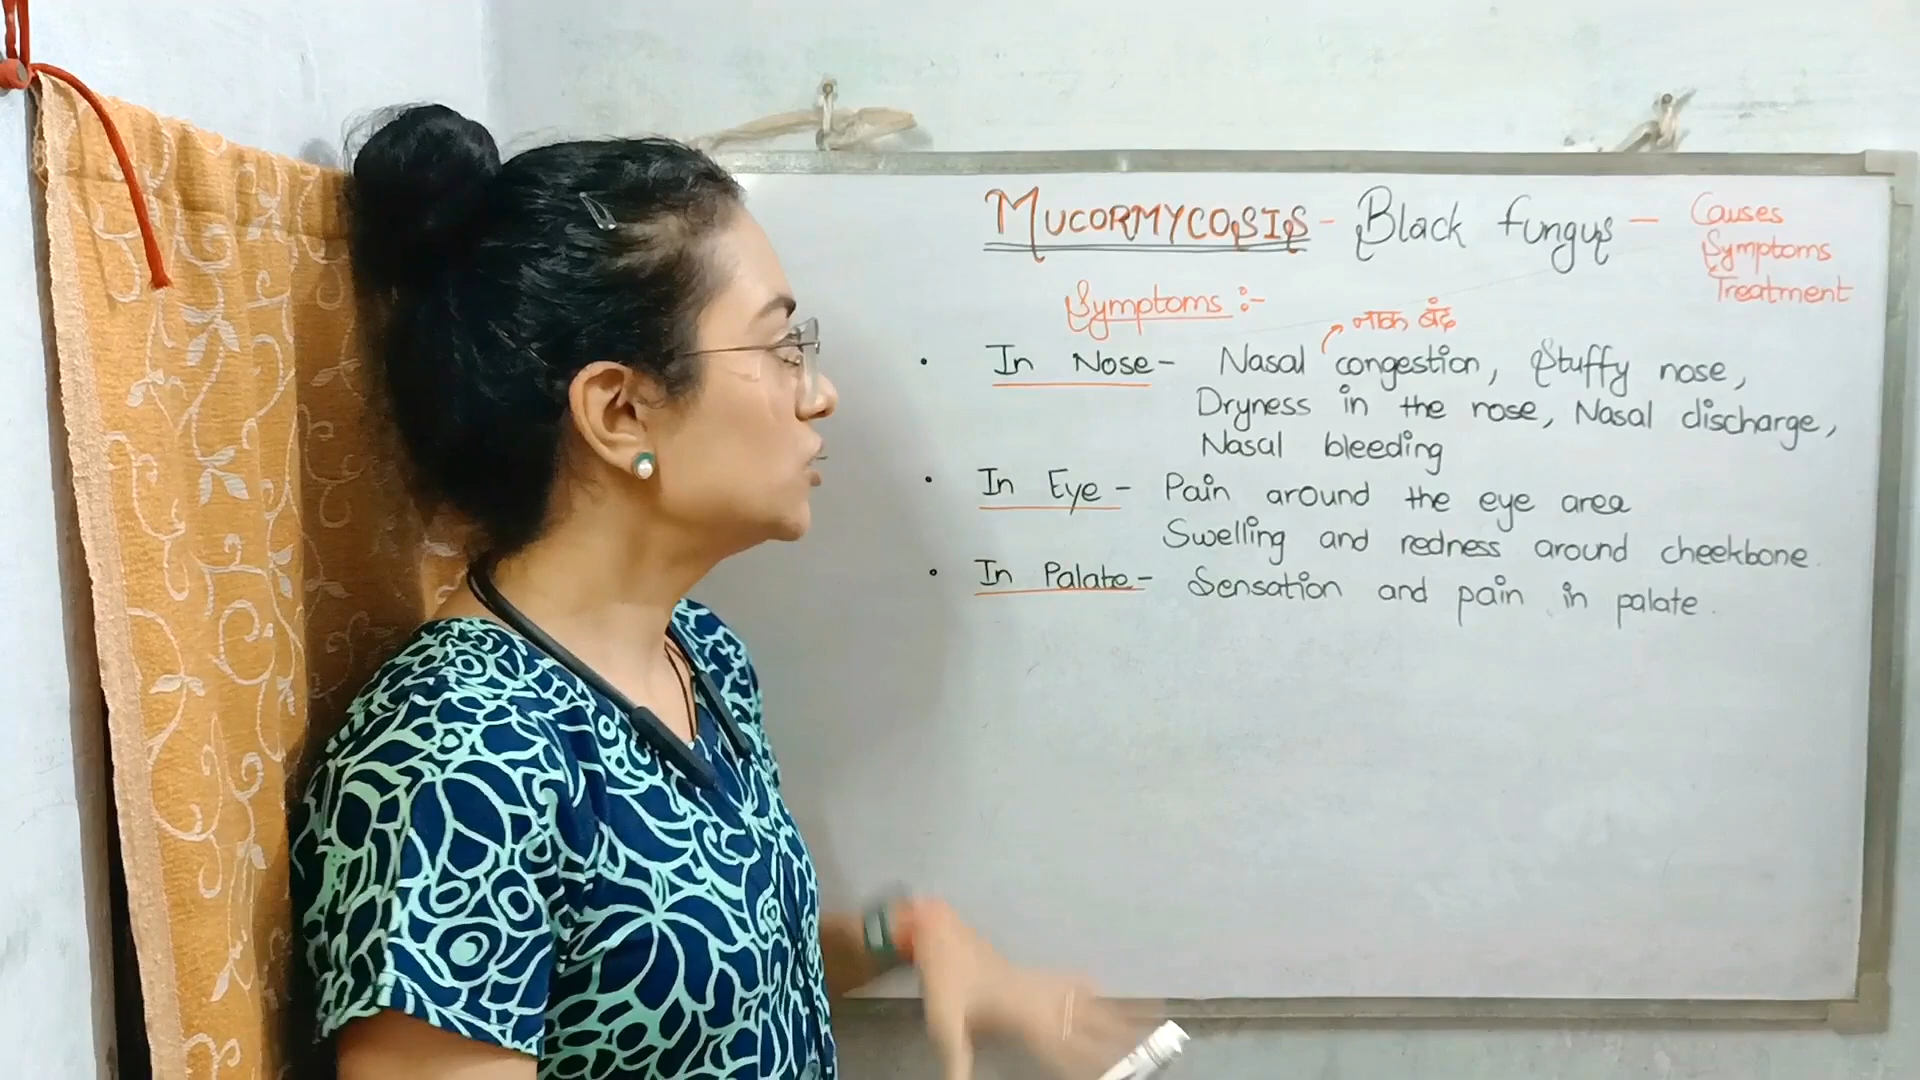 MUCORMYCOSIS - Black fungus - Causes
Symptoms
Treatment
Symptoms :-
नाक बंद
• In Nose - Nasal congestion, Stuffy nose,
Dryness in the nose, Nasal discharge,
Nasal bleeding
• In Eye - Pain around the eye area
Swelling and redness around cheekbone.
• In Palate - Sensation and pain in palate.